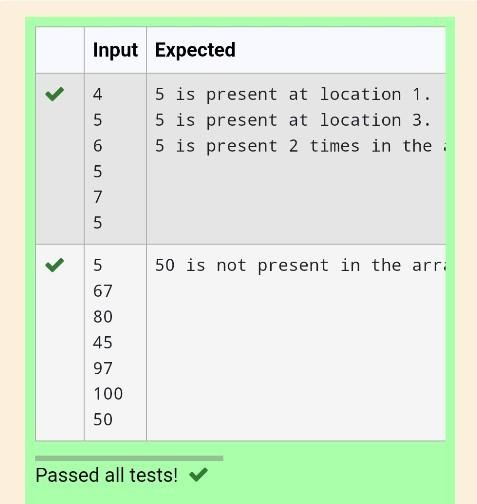 Input Expected
4 5 is present at location 1.
5 5 is present at location 3.
6 5 is present 2 times in the
5
7
5
5 50 is not present in the
67
80
45
97
100
50
Passed all tests!